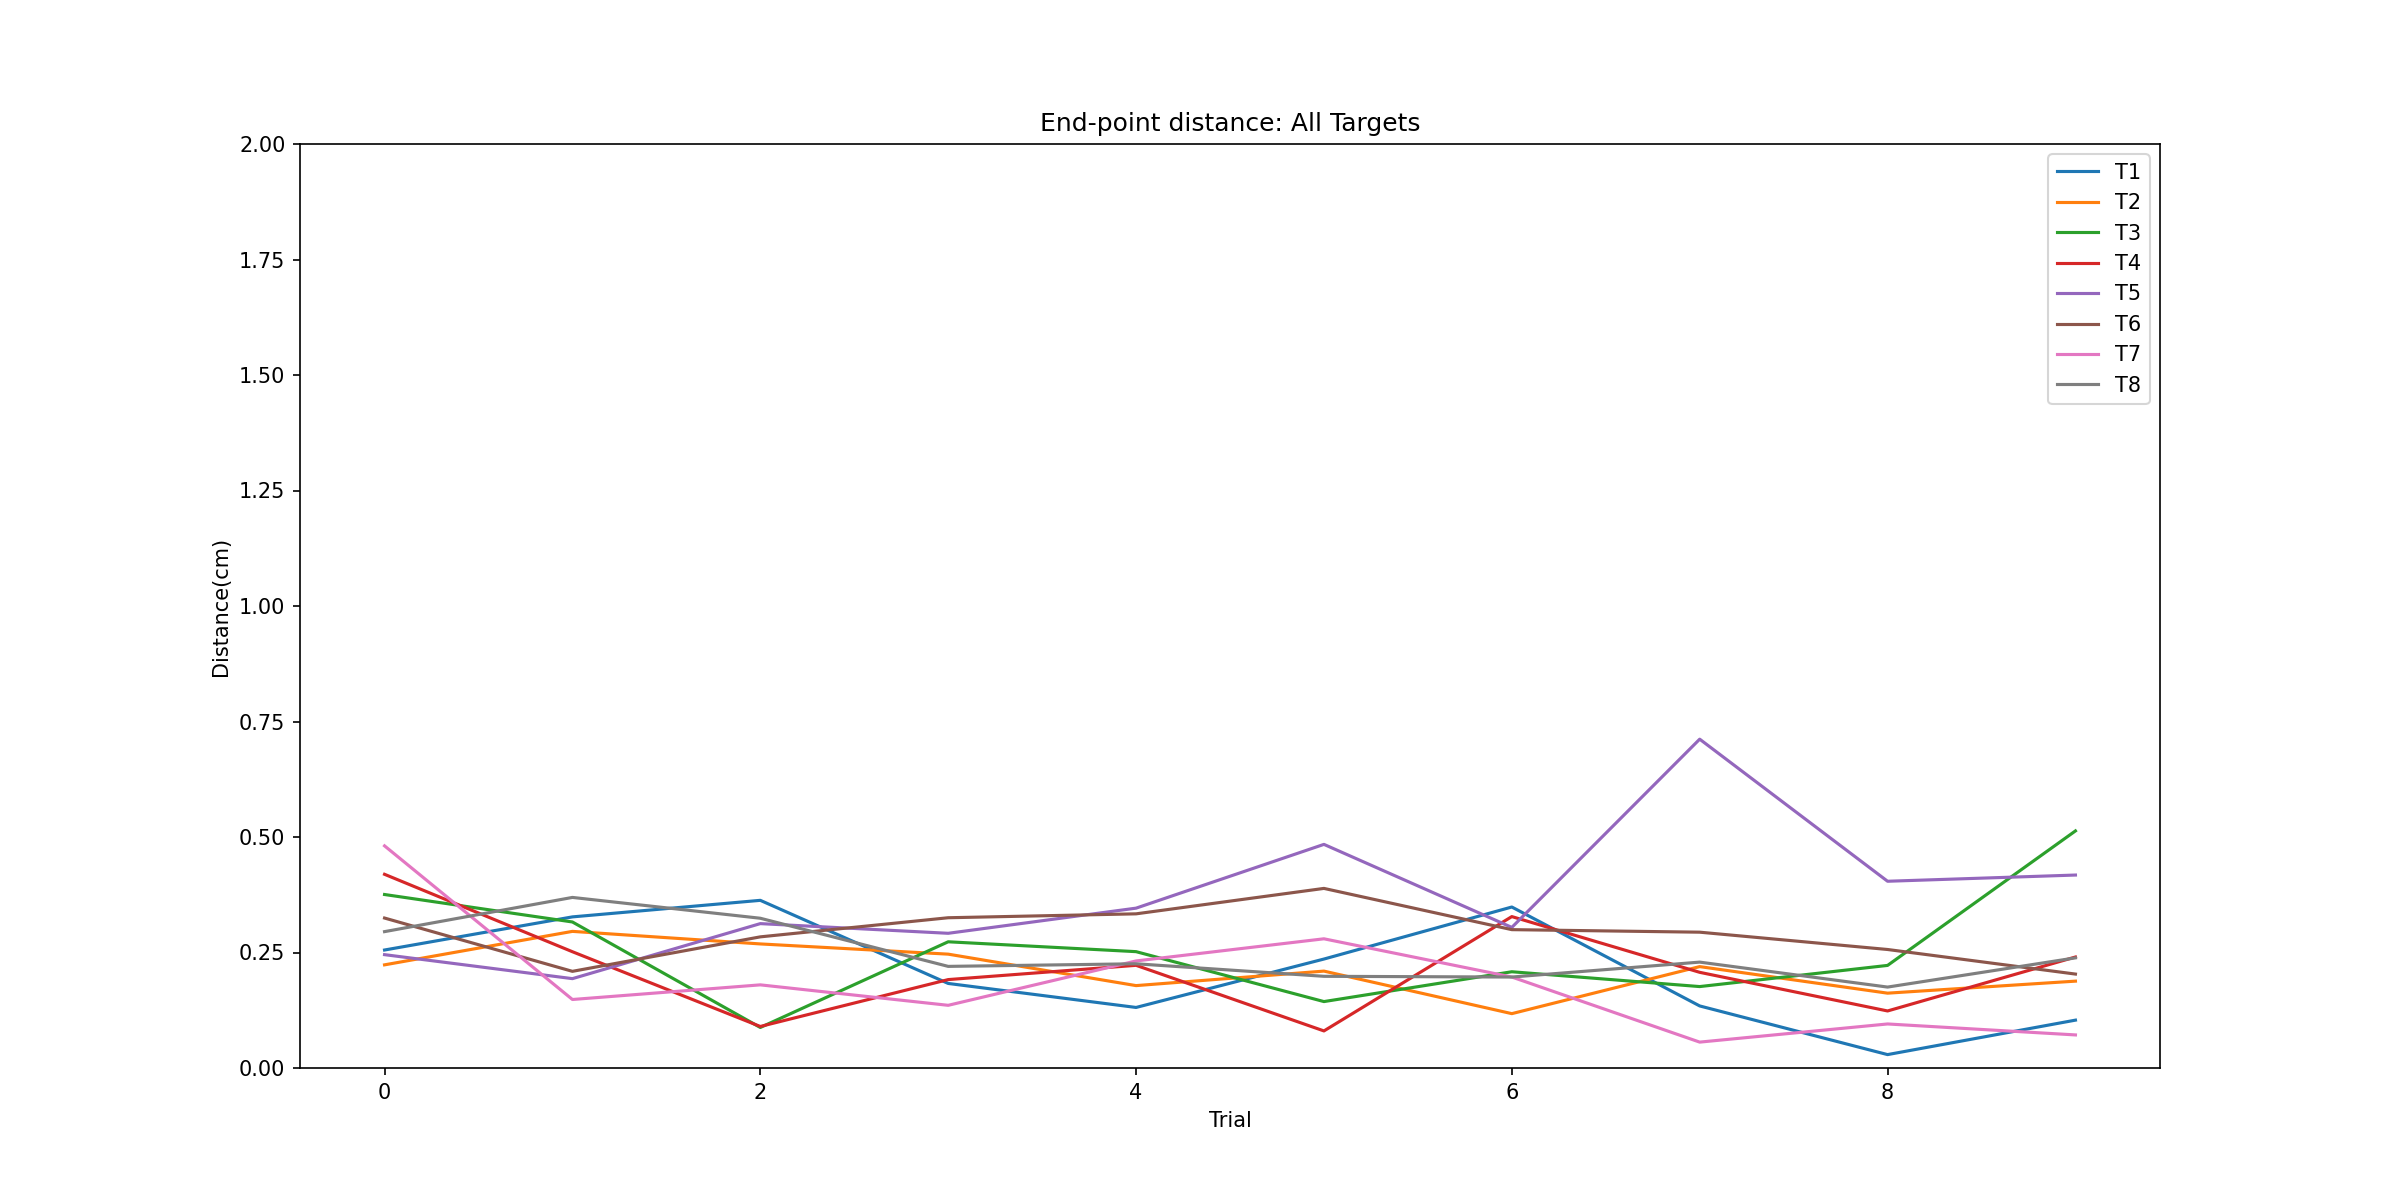 End-point distance: All Targets
2.00
1.75
1.50
1.25
1.00
0.75
0.50
0.25
0.00
Distance(cm)
0 2 4 6 8
Trial
T1
T2
T3
T4
T5
T6
T7
T8